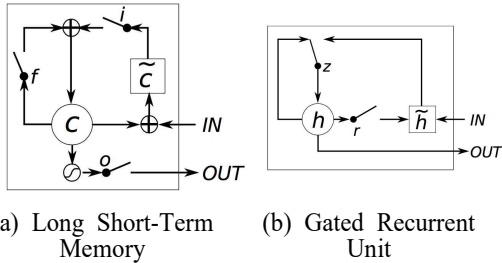 i
f
c̃
c
IN
o
OUT
z
h
r
h̃
IN
OUT
a) Long Short-Term
Memory
(b) Gated Recurrent
Unit